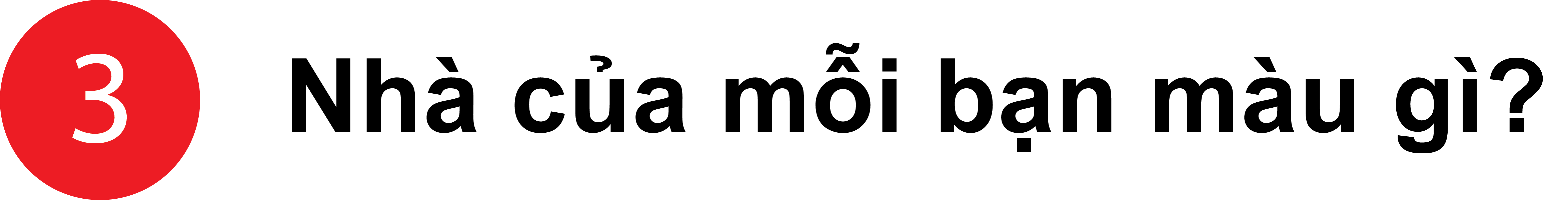 3 Nhà của mỗi bạn màu gì?